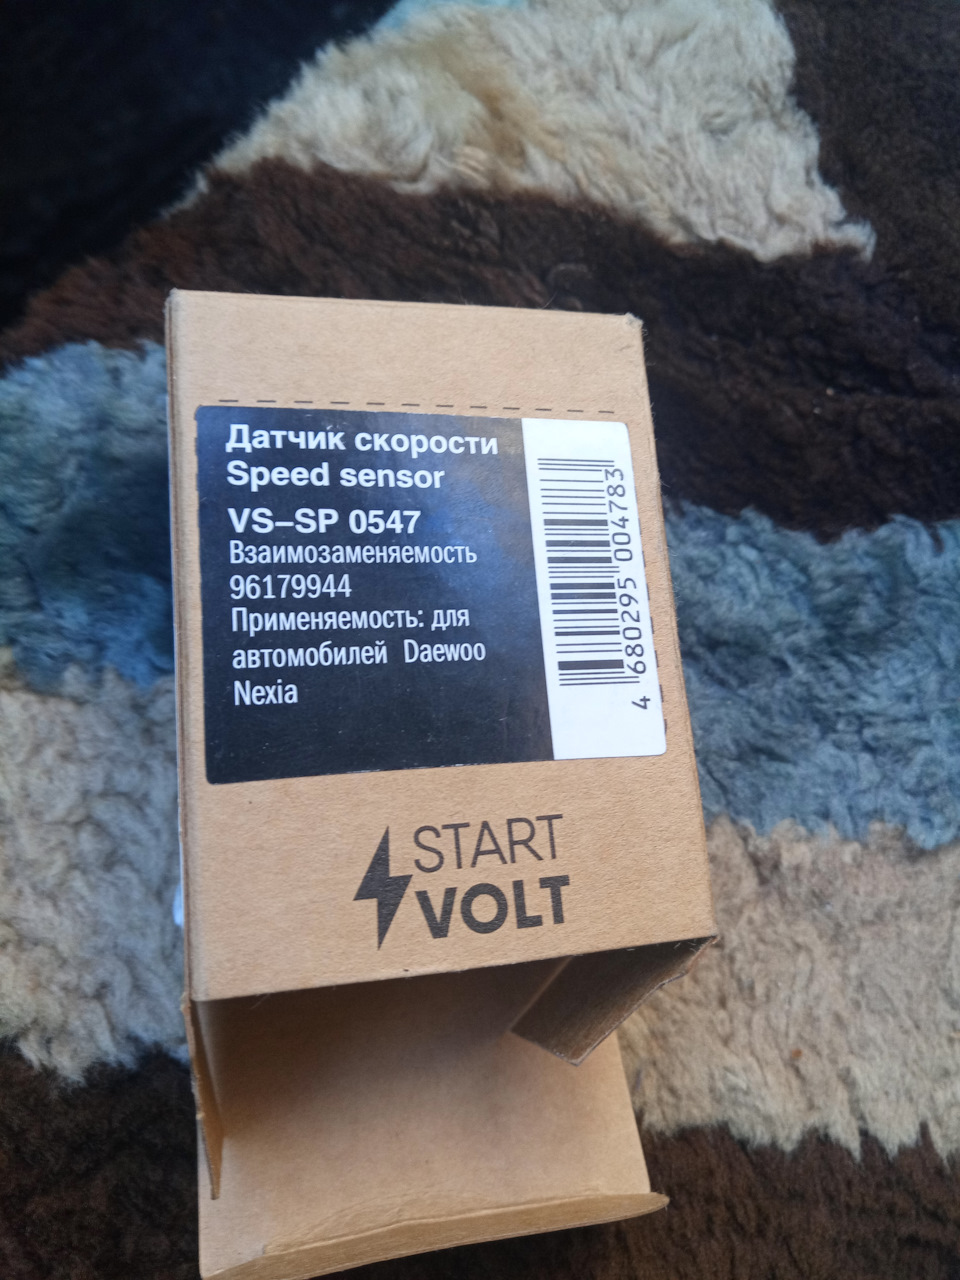 Датчик скорости
Speed sensor
VS–SP 0547
Взаимозаменяемость
96179944
Применяемость: для
автомобилей Daewoo
Nexia
4 680295 004783
START
VOLT